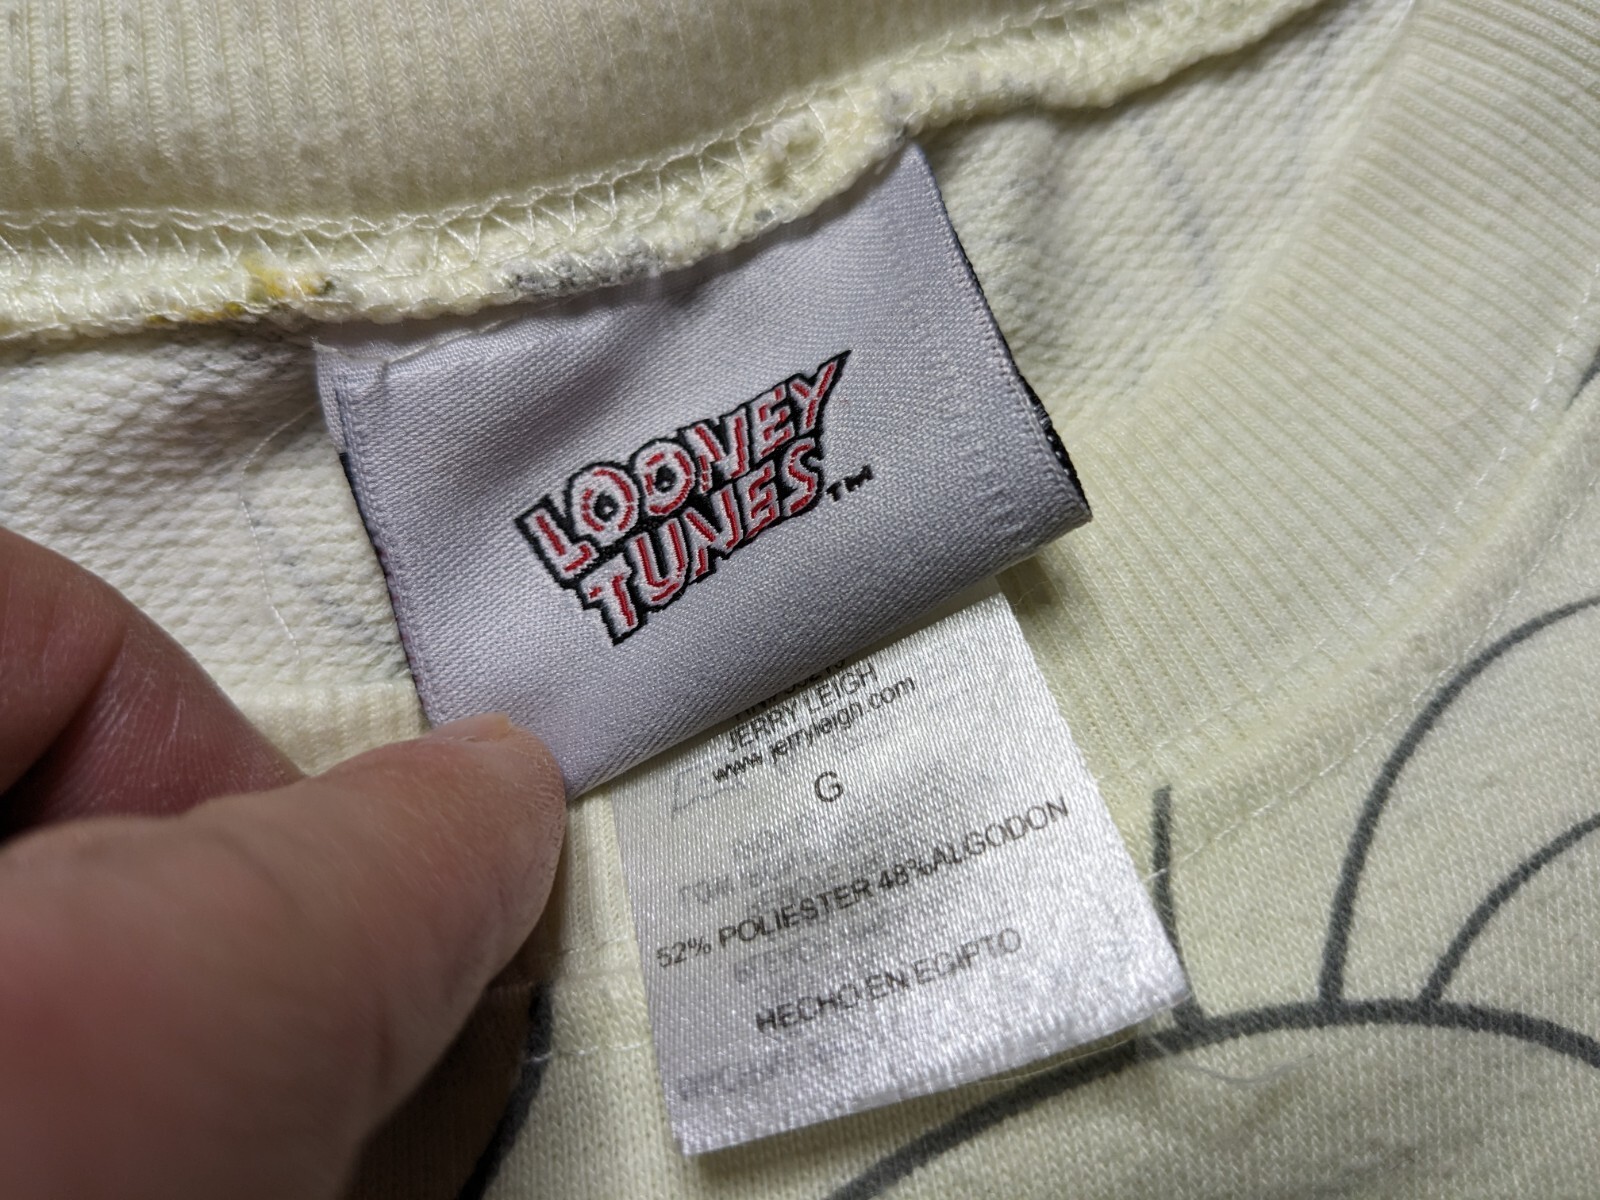 LOONEY
TUNES™
JERRY LEIGH
www.jerryleigh.com
G
52% POLIESTER 48%ALGODON
HECHO EN EGIPTO